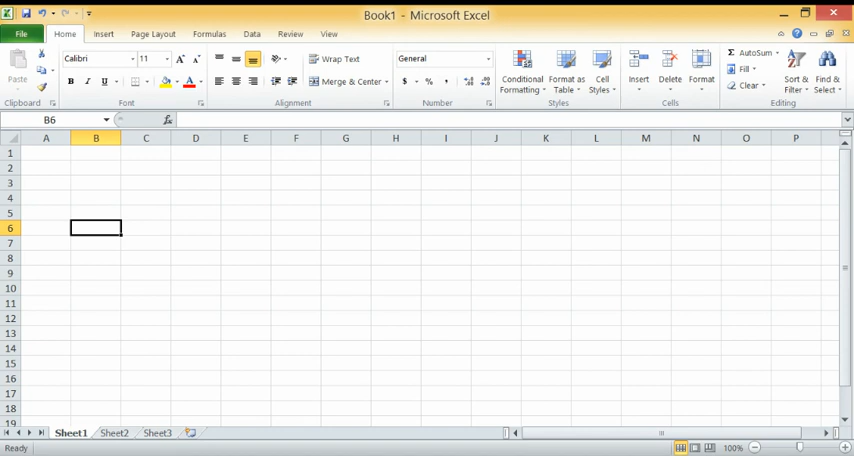 Book1 - Microsoft Excel
File Home Insert Page Layout Formulas Data Review View
Calibri 11 Wrap Text General AutoSum
Fill
Paste B I U Merge & Center $ % , Conditional Formatting Format as Table Cell Styles Insert Delete Format Clear Sort & Filter Find & Select
Clipboard Font Alignment Number Styles Cells Editing
B6 fx
A B C D E F G H I J K L M N O P
1
2
3
4
5
6
7
8
9
10
11
12
13
14
15
16
17
18
19
Sheet1 Sheet2 Sheet3
Ready 100%